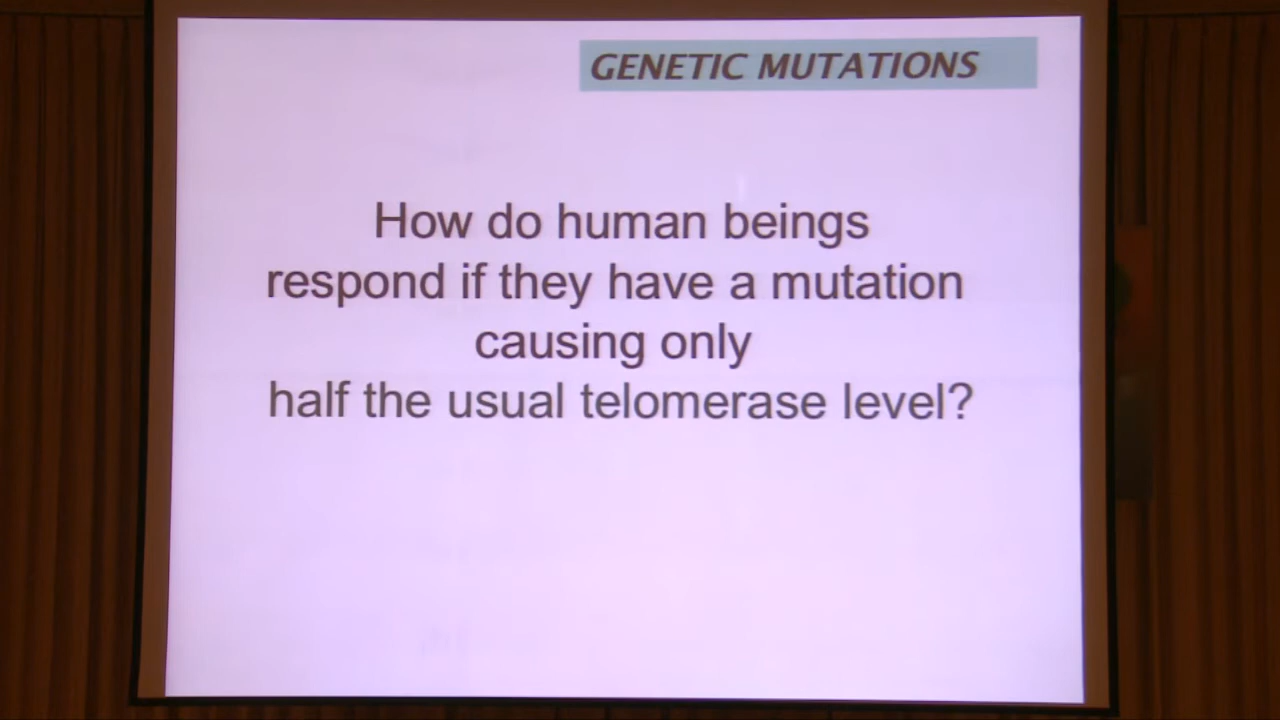 GENETIC MUTATIONS
How do human beings
respond if they have a mutation
causing only
half the usual telomerase level?